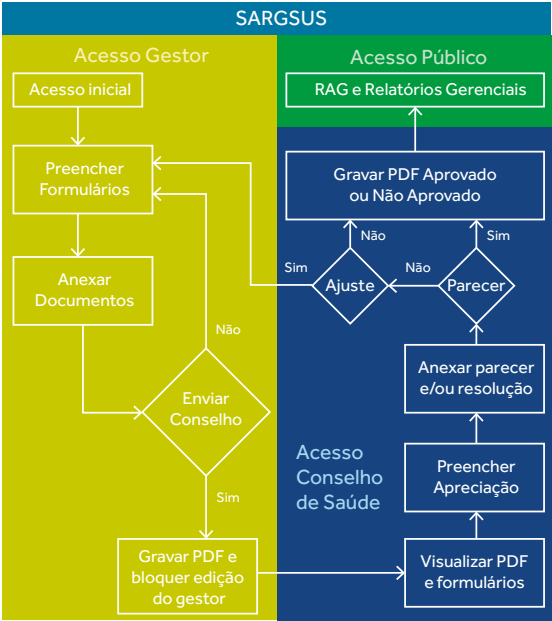 SARGSUS
Acesso Gestor
Acesso inicial
Preencher
Formulários
Anexar
Documentos
Não
Enviar
Conselho
Sim
Gravar PDF e
bloquer edição
do gestor
Acesso Público
RAG e Relatórios Gerenciais
Gravar PDF Aprovado
ou Não Aprovado
Não
Sim
Sim
Ajuste
Não
Parecer
Anexar parecer
e/ou resolução
Acesso
Conselho
de Saúde
Preencher
Apreciação
Visualizar PDF
e formulários